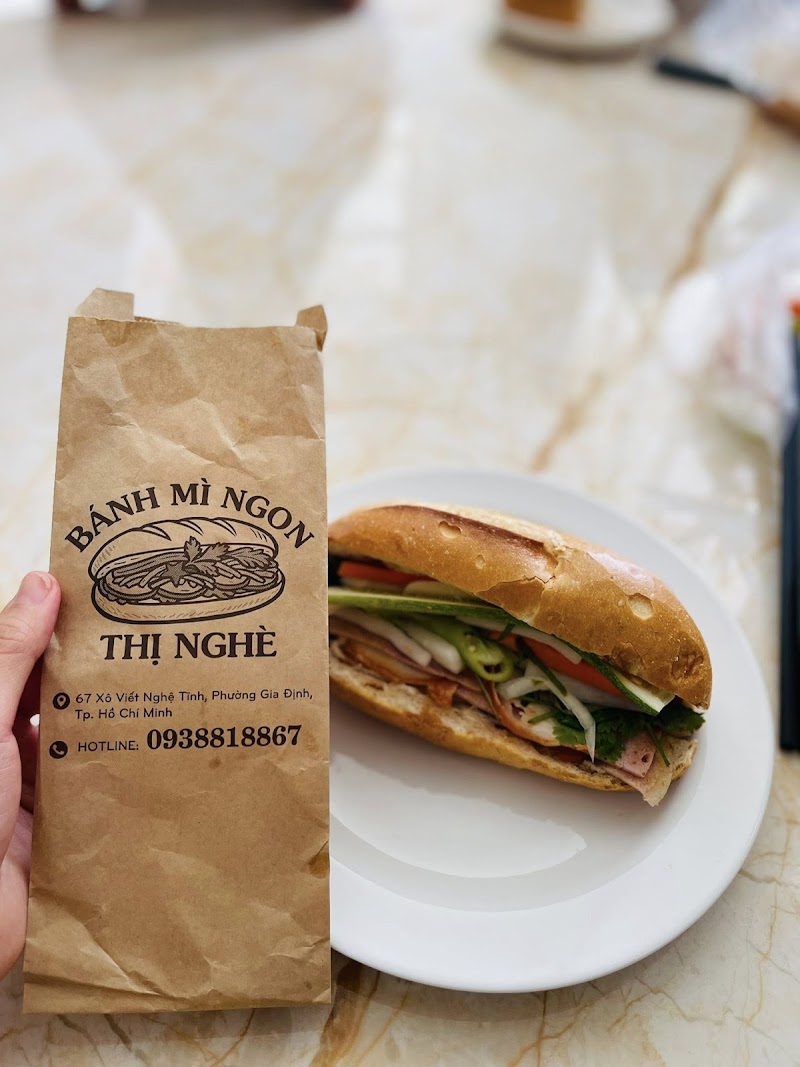 BÁNH MÌ NGON
THỊ NGHÈ
67 Xô Viết Nghệ Tĩnh, Phường Gia Định,
Tp. Hồ Chí Minh
HOTLINE: 0938818867